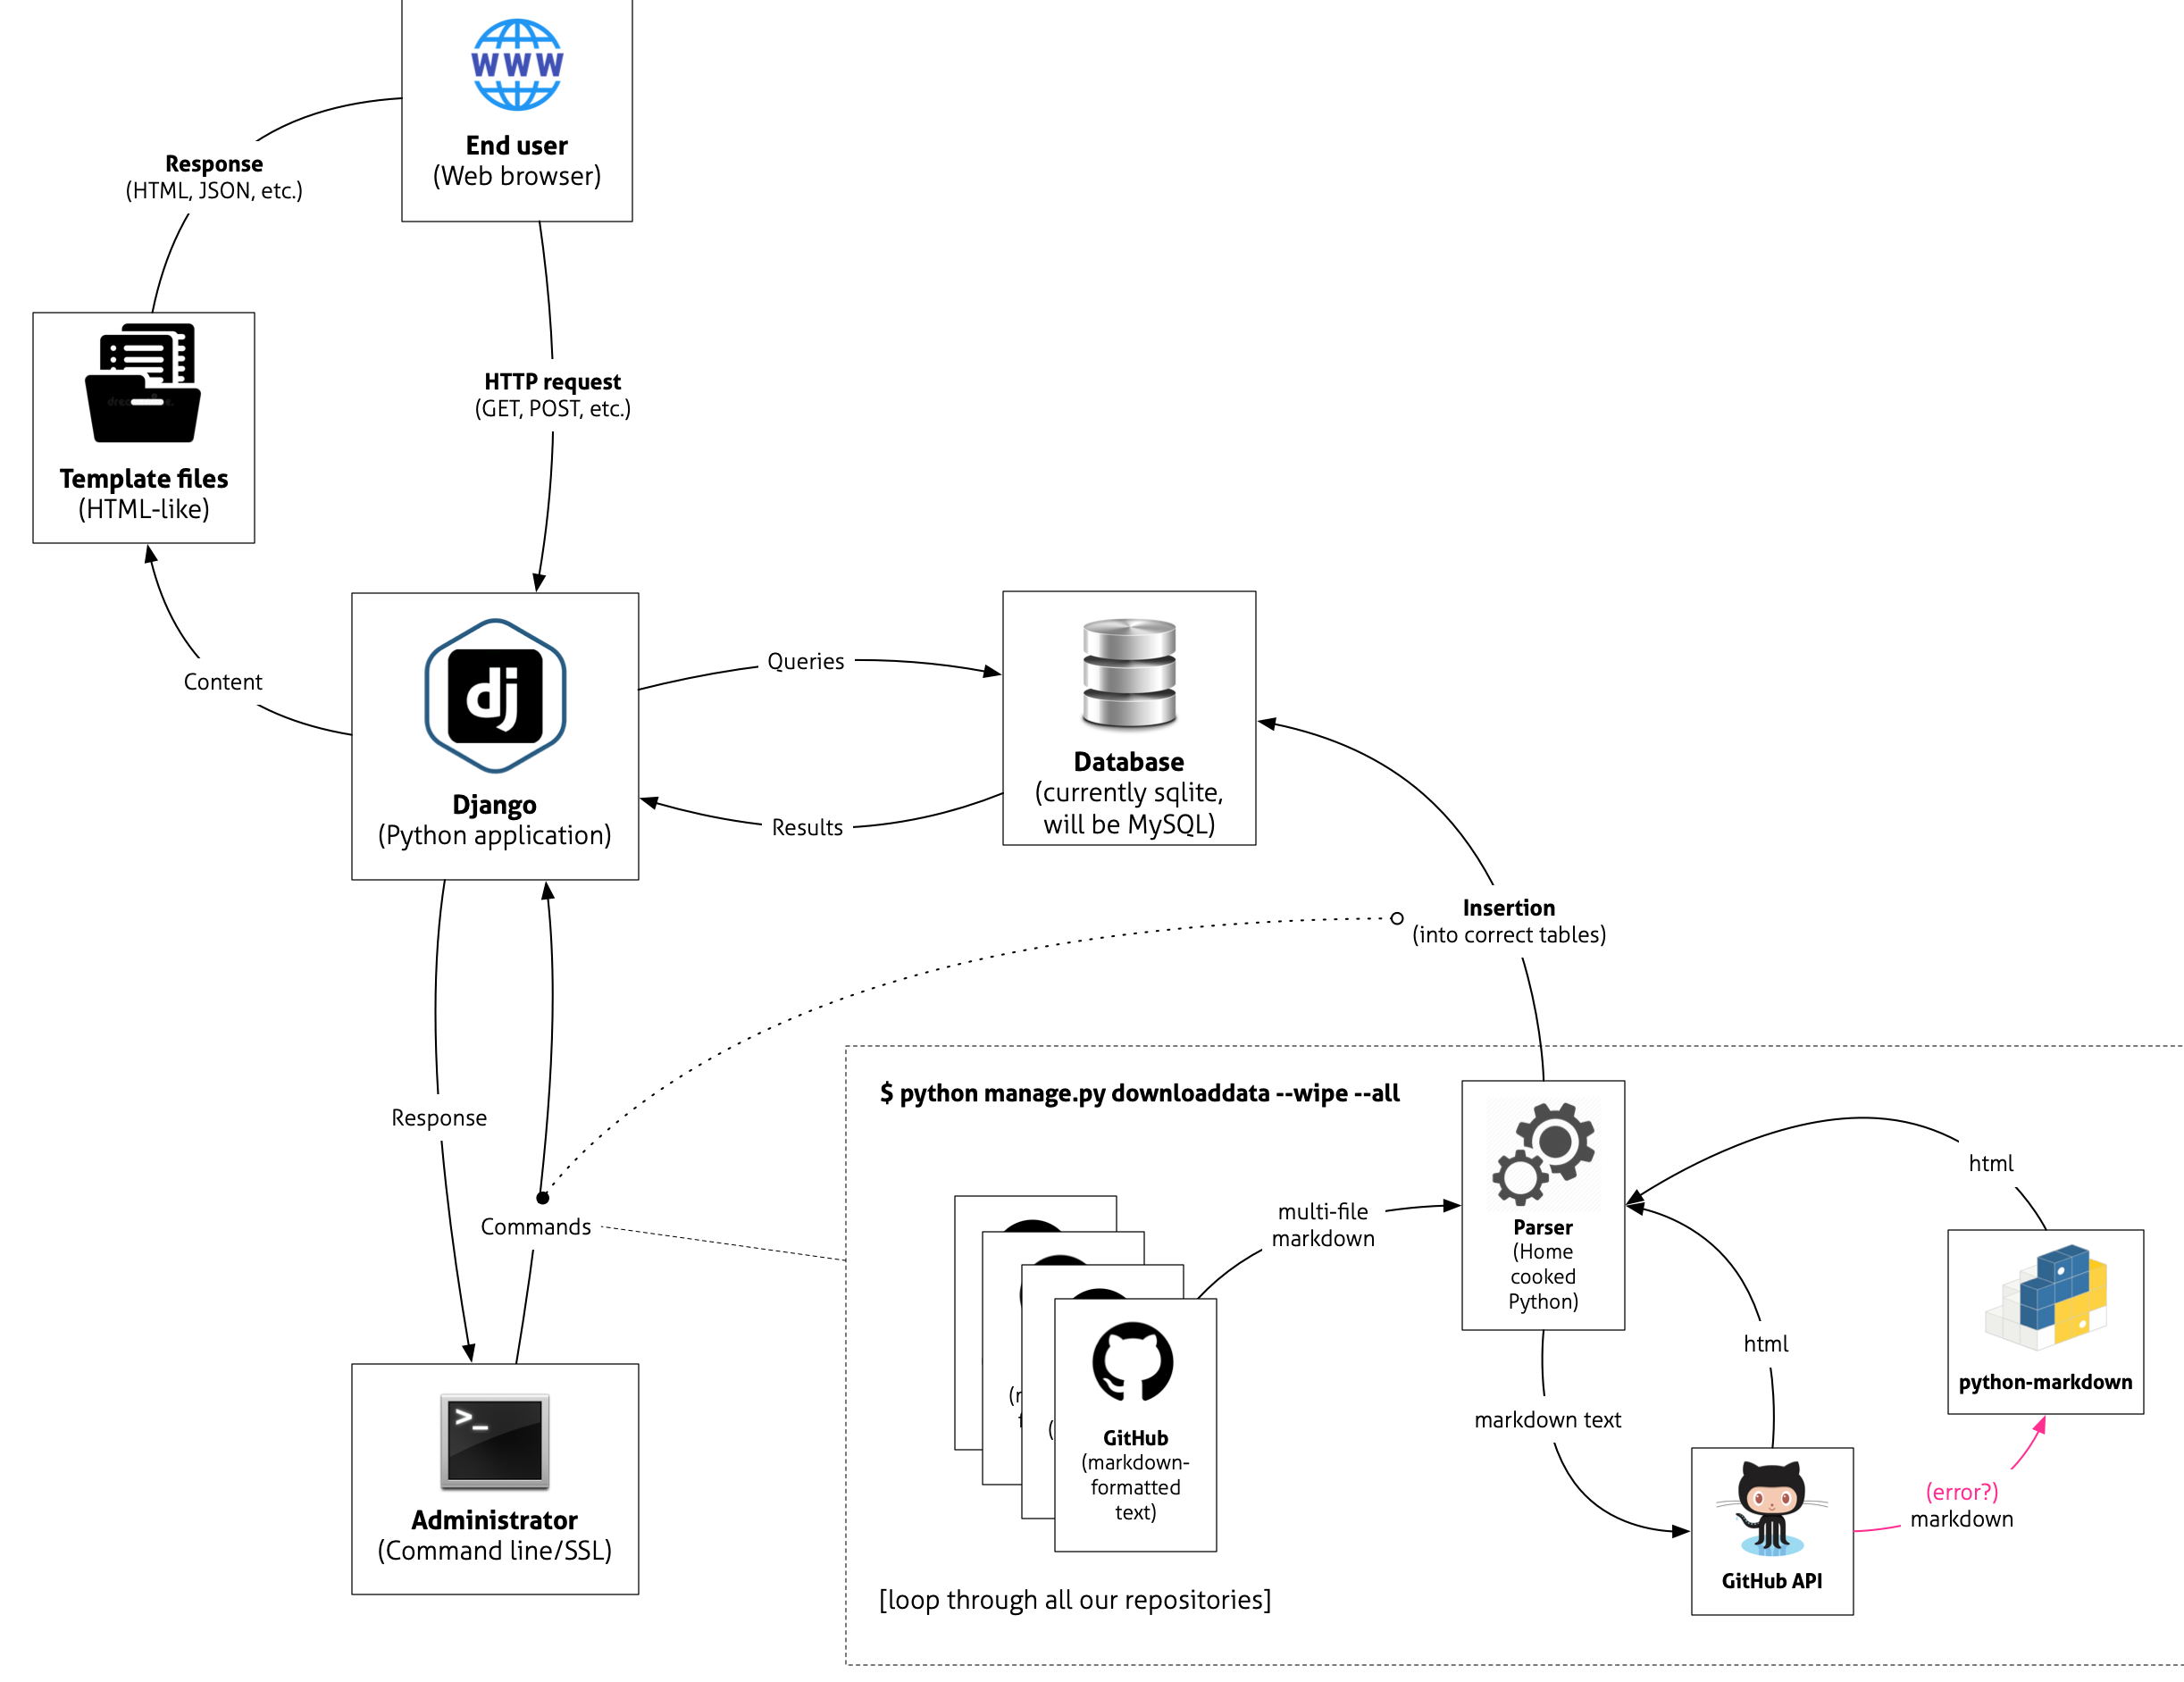 WWW
End user
(Web browser)
Response
(HTML, JSON, etc.)
HTTP request
(GET, POST, etc.)
Template files
(HTML-like)
Content
dj
Django
(Python application)
Queries
Results
Database
(currently sqlite,
will be MySQL)
Insertion
(into correct tables)
Response
Commands
>_
Administrator
(Command line/SSL)
$ python manage.py downloaddata --wipe --all
multi-file
markdown
GitHub
(markdown-
formatted
text)
[loop through all our repositories]
Parser
(Home
cooked
Python)
markdown text
html
html
GitHub API
(error?)
markdown
python-markdown